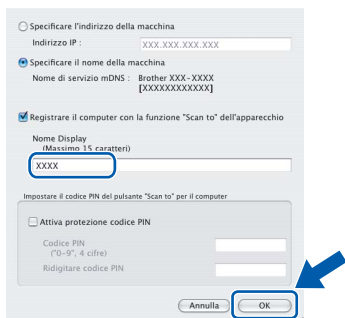 Specificare l'indirizzo della macchina
Indirizzo IP : XXX.XXX.XXX.XXX
Specificare il nome della macchina
Nome di servizio mDNS : Brother XXX-XXXX
[XXXXXXXXXXXX]
Registrare il computer con la funzione "Scan to" dell'apparecchio
Nome Display
(Massimo 15 caratteri)
XXXX
Impostare il codice PIN del pulsante "Scan to" per il computer
Attiva protezione codice PIN
Codice PIN
("0-9", 4 cifre)
Ridigitare codice PIN
Annulla OK